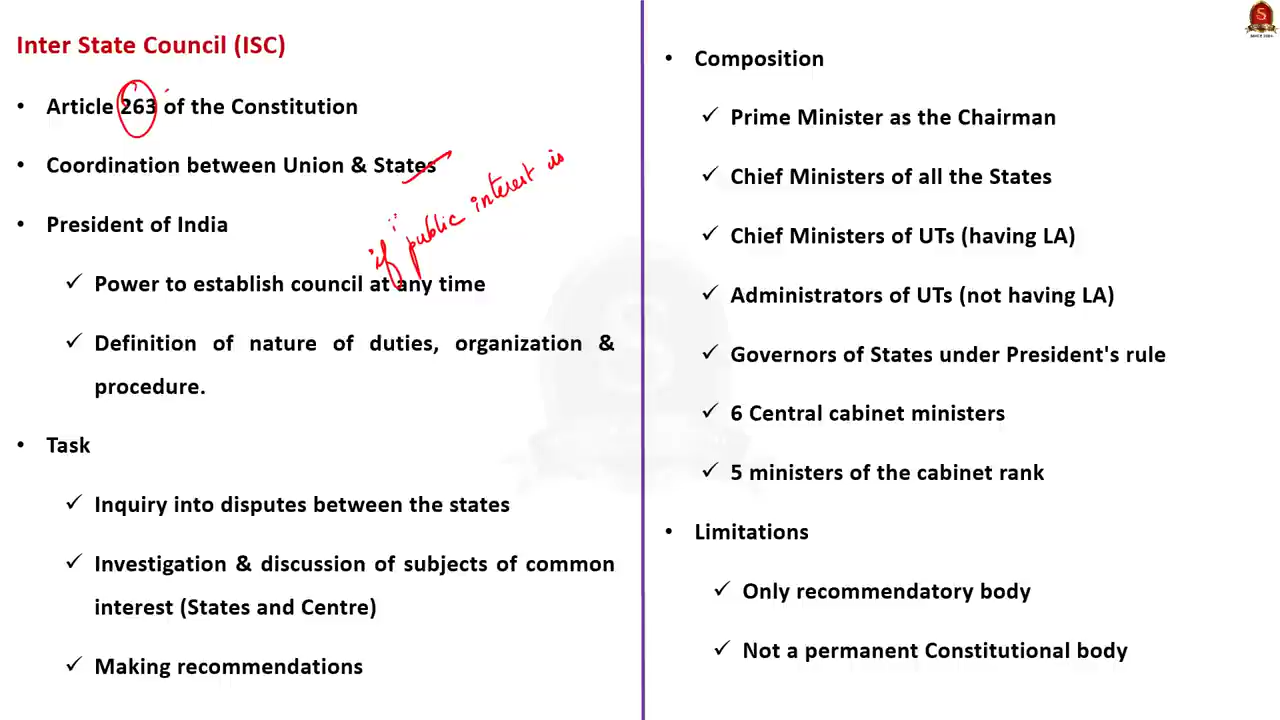 Inter State Council (ISC)
• Article 263 of the Constitution
• Coordination between Union & States
if public interest is
• President of India
✓ Power to establish council at any time
✓ Definition of nature of duties, organization &
procedure.
• Task
✓ Inquiry into disputes between the states
✓ Investigation & discussion of subjects of common
interest (States and Centre)
✓ Making recommendations
• Composition
✓ Prime Minister as the Chairman
✓ Chief Ministers of all the States
✓ Chief Ministers of UTs (having LA)
✓ Administrators of UTs (not having LA)
✓ Governors of States under President's rule
✓ 6 Central cabinet ministers
✓ 5 ministers of the cabinet rank
• Limitations
✓ Only recommendatory body
✓ Not a permanent Constitutional body